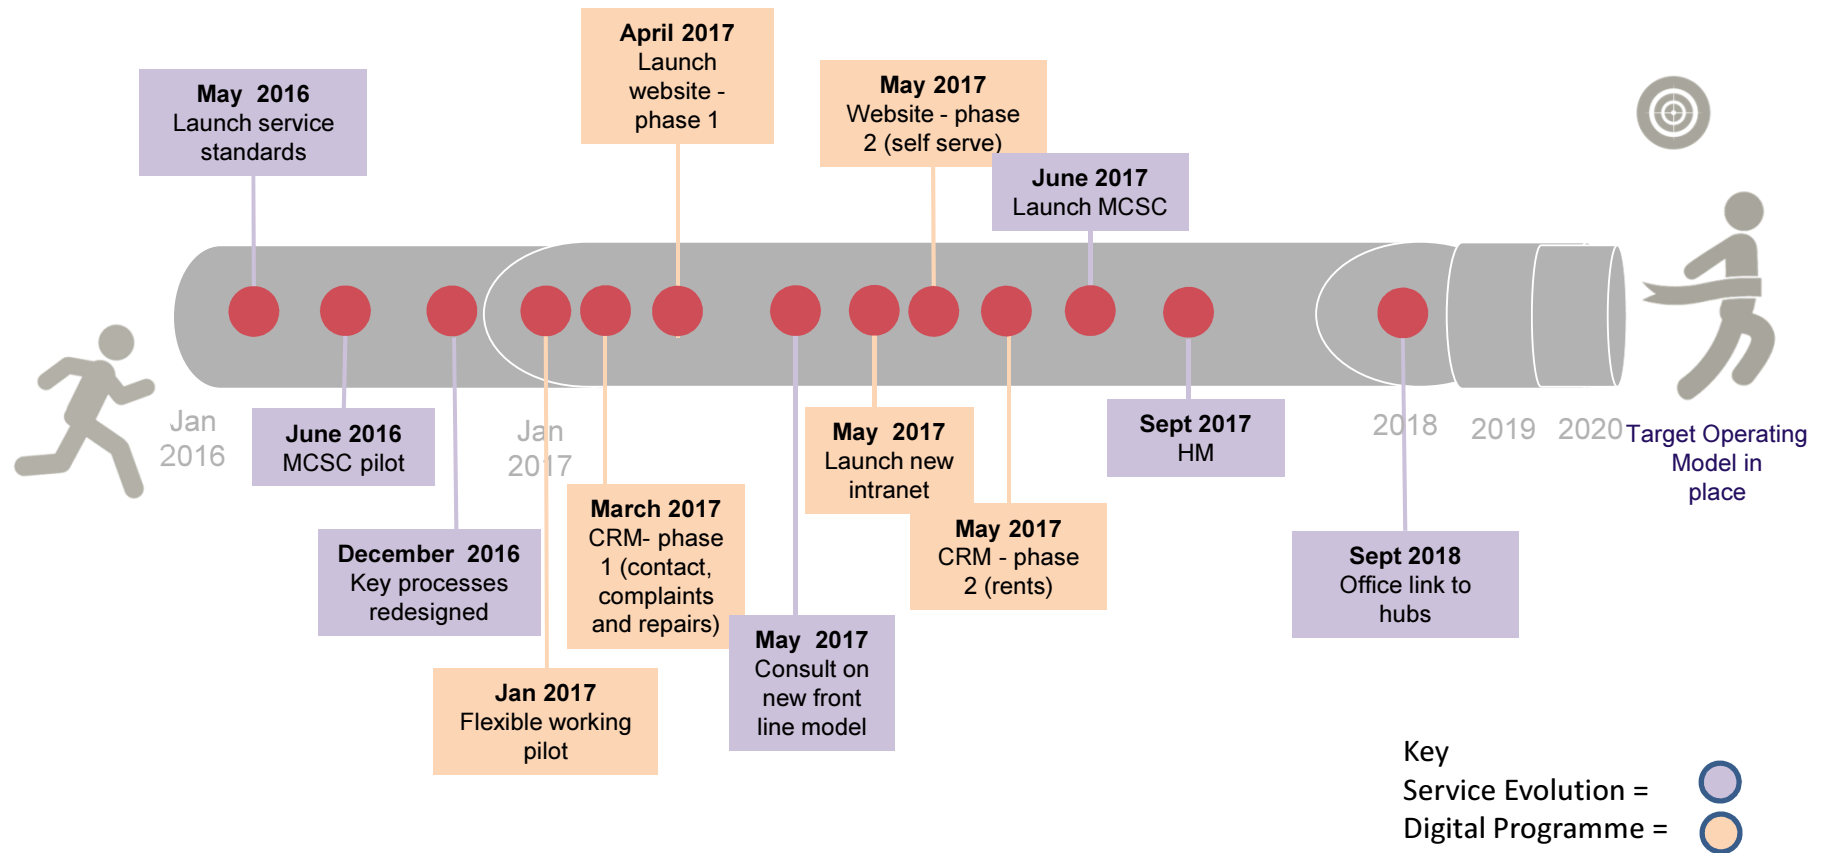 April 2017
Launch
website -
phase 1
May 2016
Launch service
standards
May 2017
Website - phase
2 (self serve)
June 2017
Launch MCSC
Jan
2016
June 2016
MCSC pilot
Jan
2017
May 2017
Launch new
intranet
Sept 2017
HM
2018
2019
2020
Target Operating
Model in
place
December 2016
Key processes
redesigned
March 2017
CRM- phase
1 (contact,
complaints
and repairs)
May 2017
CRM - phase
2 (rents)
Sept 2018
Office link to
hubs
Jan 2017
Flexible working
pilot
May 2017
Consult on
new front
line model
Key
Service Evolution =
Digital Programme =